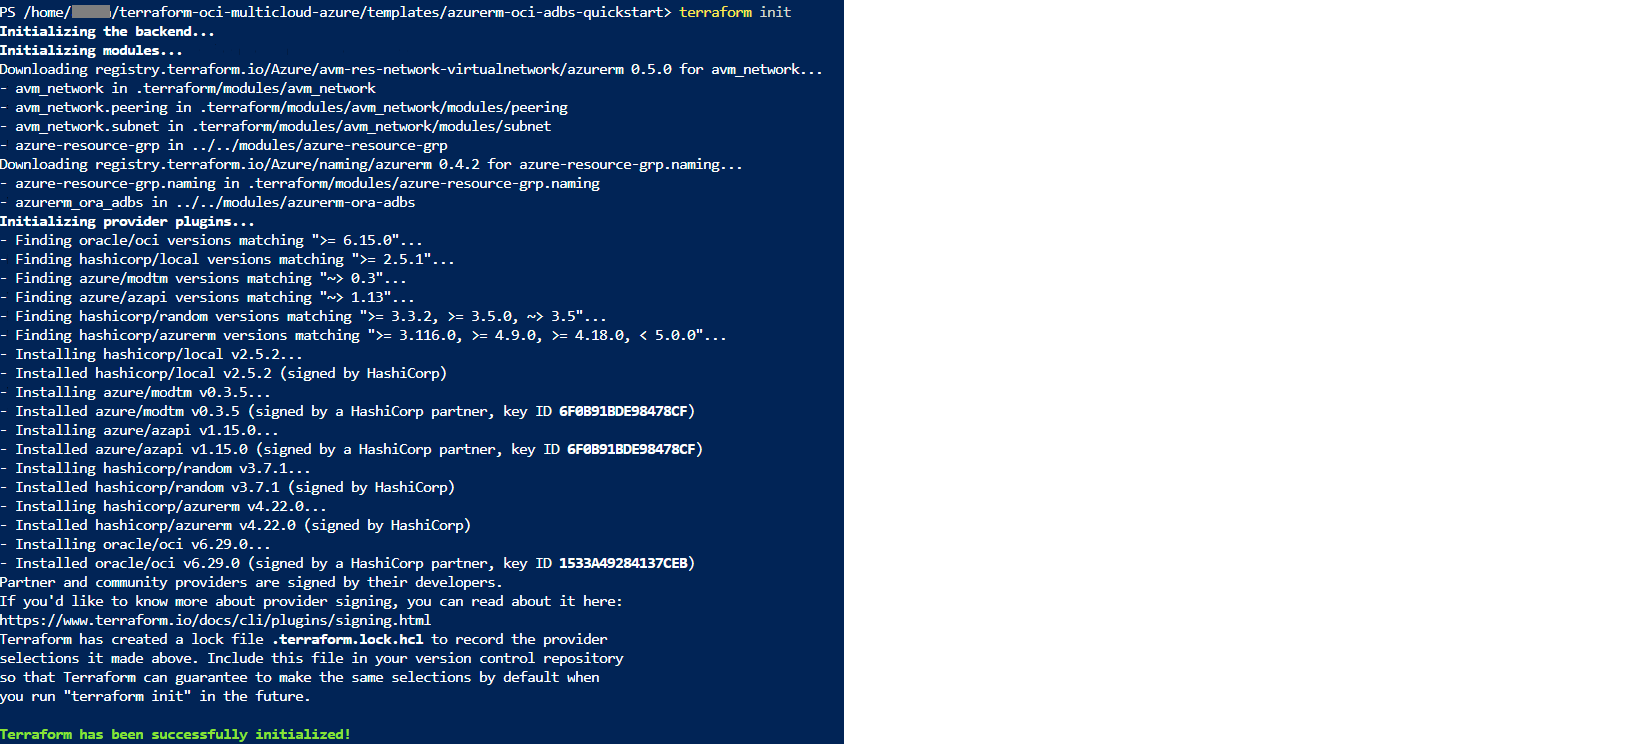 PS /home/ /terraform-oci-multicloud-azure/templates/azurerm-oci-adbs-quickstart> terraform init
Initializing the backend...
Initializing modules...
Downloading registry.terraform.io/Azure/avm-res-network-virtualnetwork/azurerm 0.5.0 for avm_network...
- avm_network in .terraform/modules/avm_network
- avm_network.peering in .terraform/modules/avm_network/modules/peering
- avm_network.subnet in .terraform/modules/avm_network/modules/subnet
- azure-resource-grp in ../../modules/azure-resource-grp
Downloading registry.terraform.io/Azure/naming/azurerm 0.4.2 for azure-resource-grp.naming...
- azure-resource-grp.naming in .terraform/modules/azure-resource-grp.naming
- azurerm_ora_adbs in ../../modules/azurerm-ora-adbs
Initializing provider plugins...
- Finding oracle/oci versions matching ">= 6.15.0"...
- Finding hashicorp/local versions matching ">= 2.5.1"...
- Finding azure/modtm versions matching "~> 0.3"...
- Finding azure/azapi versions matching "~> 1.13"...
- Finding hashicorp/random versions matching ">= 3.3.2, >= 3.5.0, ~> 3.5"...
- Finding hashicorp/azurerm versions matching ">= 3.116.0, >= 4.9.0, >= 4.18.0, < 5.0.0"...
- Installing hashicorp/local v2.5.2...
- Installed hashicorp/local v2.5.2 (signed by HashiCorp)
- Installing azure/modtm v0.3.5...
- Installed azure/modtm v0.3.5 (signed by a HashiCorp partner, key ID 6F0B91BDE98478CF)
- Installing azure/azapi v1.15.0...
- Installed azure/azapi v1.15.0 (signed by a HashiCorp partner, key ID 6F0B91BDE98478CF)
- Installing hashicorp/random v3.7.1...
- Installed hashicorp/random v3.7.1 (signed by HashiCorp)
- Installing hashicorp/azurerm v4.22.0...
- Installed hashicorp/azurerm v4.22.0 (signed by HashiCorp)
- Installing oracle/oci v6.29.0...
- Installed oracle/oci v6.29.0 (signed by a HashiCorp partner, key ID 1533A49284137CEB)
Partner and community providers are signed by their developers.
If you'd like to know more about provider signing, you can read about it here:
https://www.terraform.io/docs/cli/plugins/signing.html
Terraform has created a lock file .terraform.lock.hcl to record the provider
selections it made above. Include this file in your version control repository
so that Terraform can guarantee to make the same selections by default when
you run "terraform init" in the future.
Terraform has been successfully initialized!